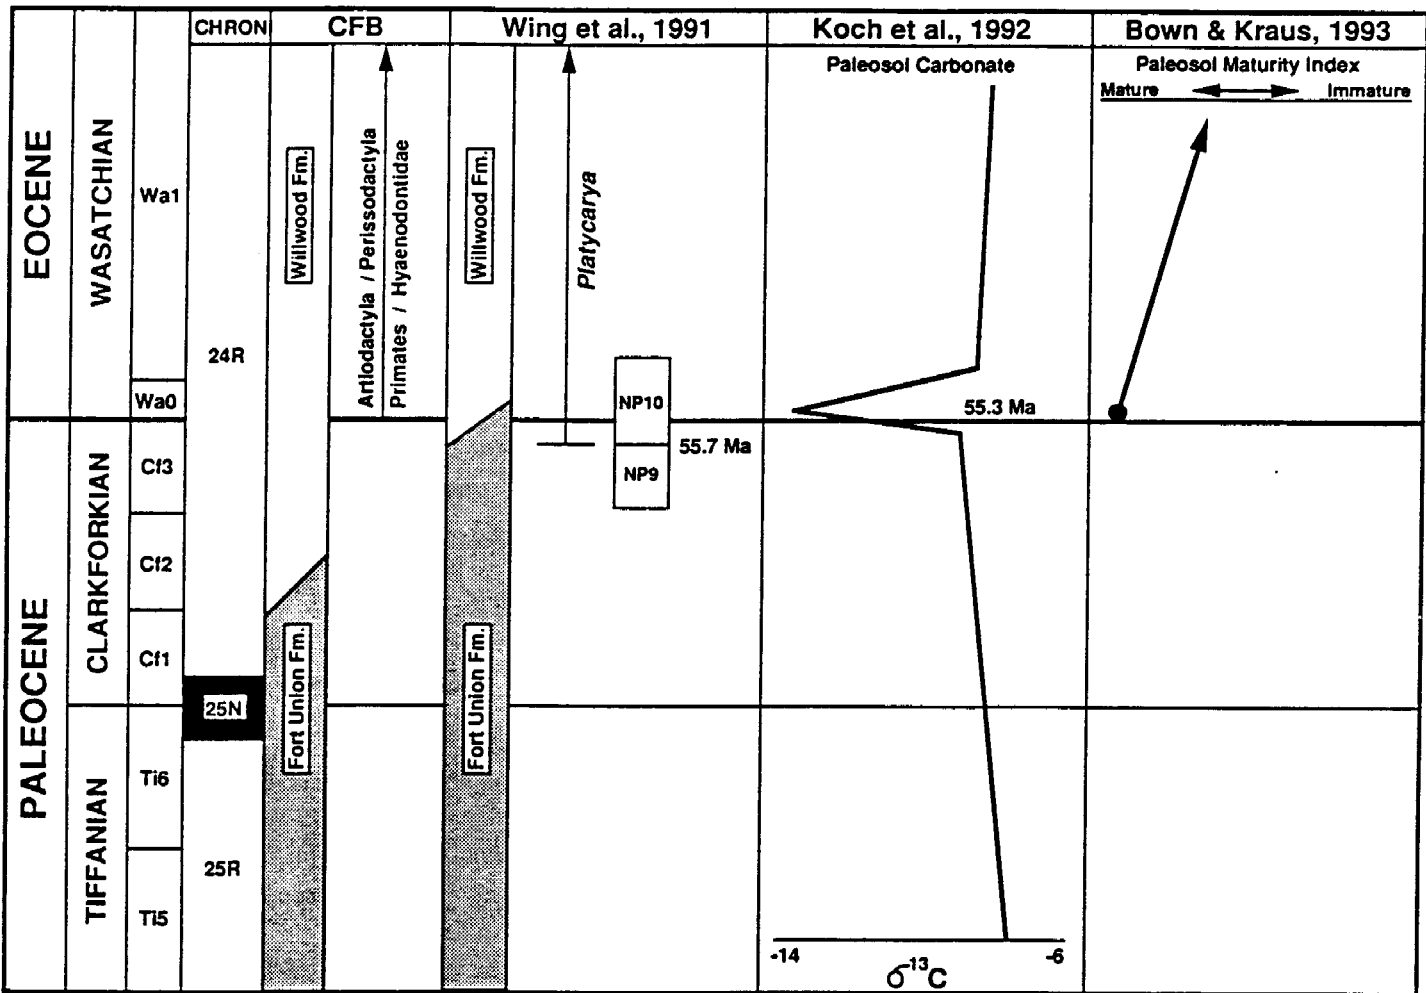 CHRON CFB Wing et al., 1991 Koch et al., 1992 Bown & Kraus, 1993
Paleosol Carbonate
Paleosol Maturity Index
Mature Immature
EOCENE
WASATCHIAN
Wa1
Wa0
PALEOCENE
CLARKFORKIAN
Cf3
Cf2
Cf1
TIFFANIAN
Ti6
Ti5
24R
25N
25R
Willwood Fm.
Fort Union Fm.
Artiodactyla / Perissodactyla
Primates / Hyaenodontidae
Willwood Fm.
Fort Union Fm.
Platycarya
NP10
NP9
55.7 Ma
55.3 Ma
-14 -6
σ⁻¹³C